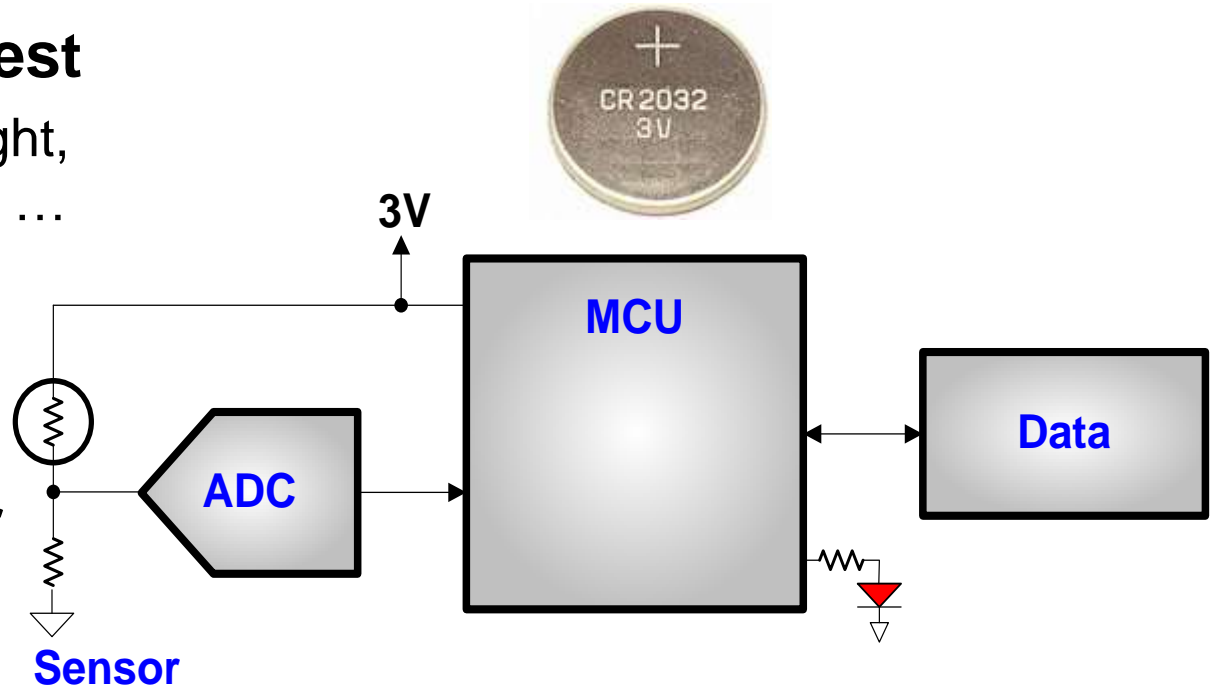 est
ght,
…
CR2032
3V
3V
MCU
ADC
Data
Sensor